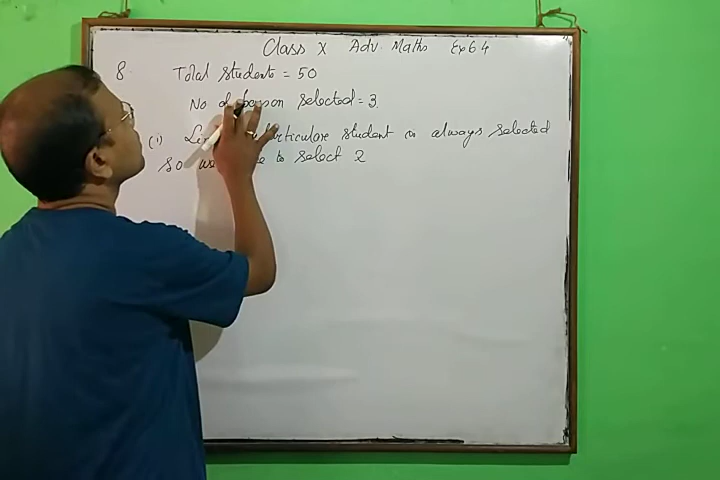 Class X Adv. Maths Ex 6.4
8 Total students = 50
No of person selected = 3.
(i) particulare student is always selected
so to select 2